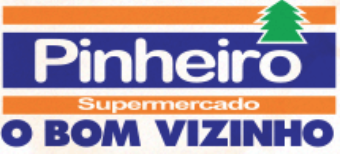 Pinheiro
Supermercado
O BOM VIZINHO